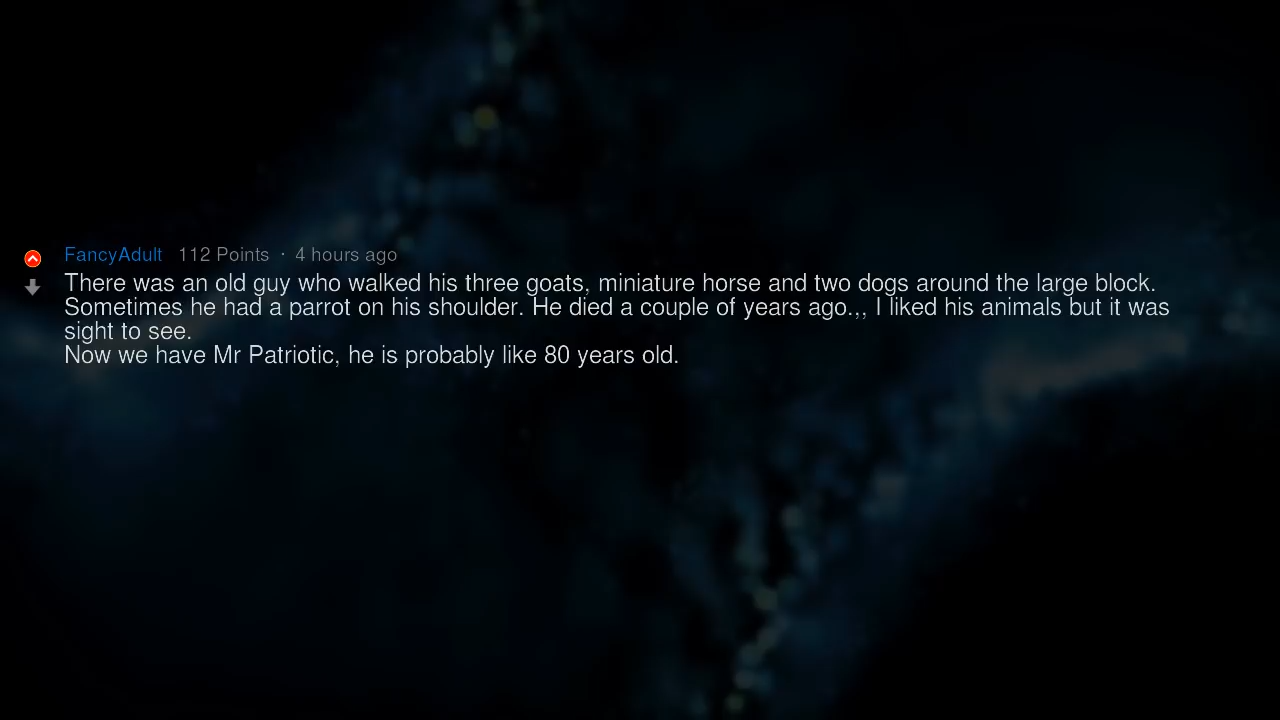 FancyAdult 112 Points · 4 hours ago
There was an old guy who walked his three goats, miniature horse and two dogs around the large block.
Sometimes he had a parrot on his shoulder. He died a couple of years ago.,, I liked his animals but it was
sight to see.
Now we have Mr Patriotic, he is probably like 80 years old.